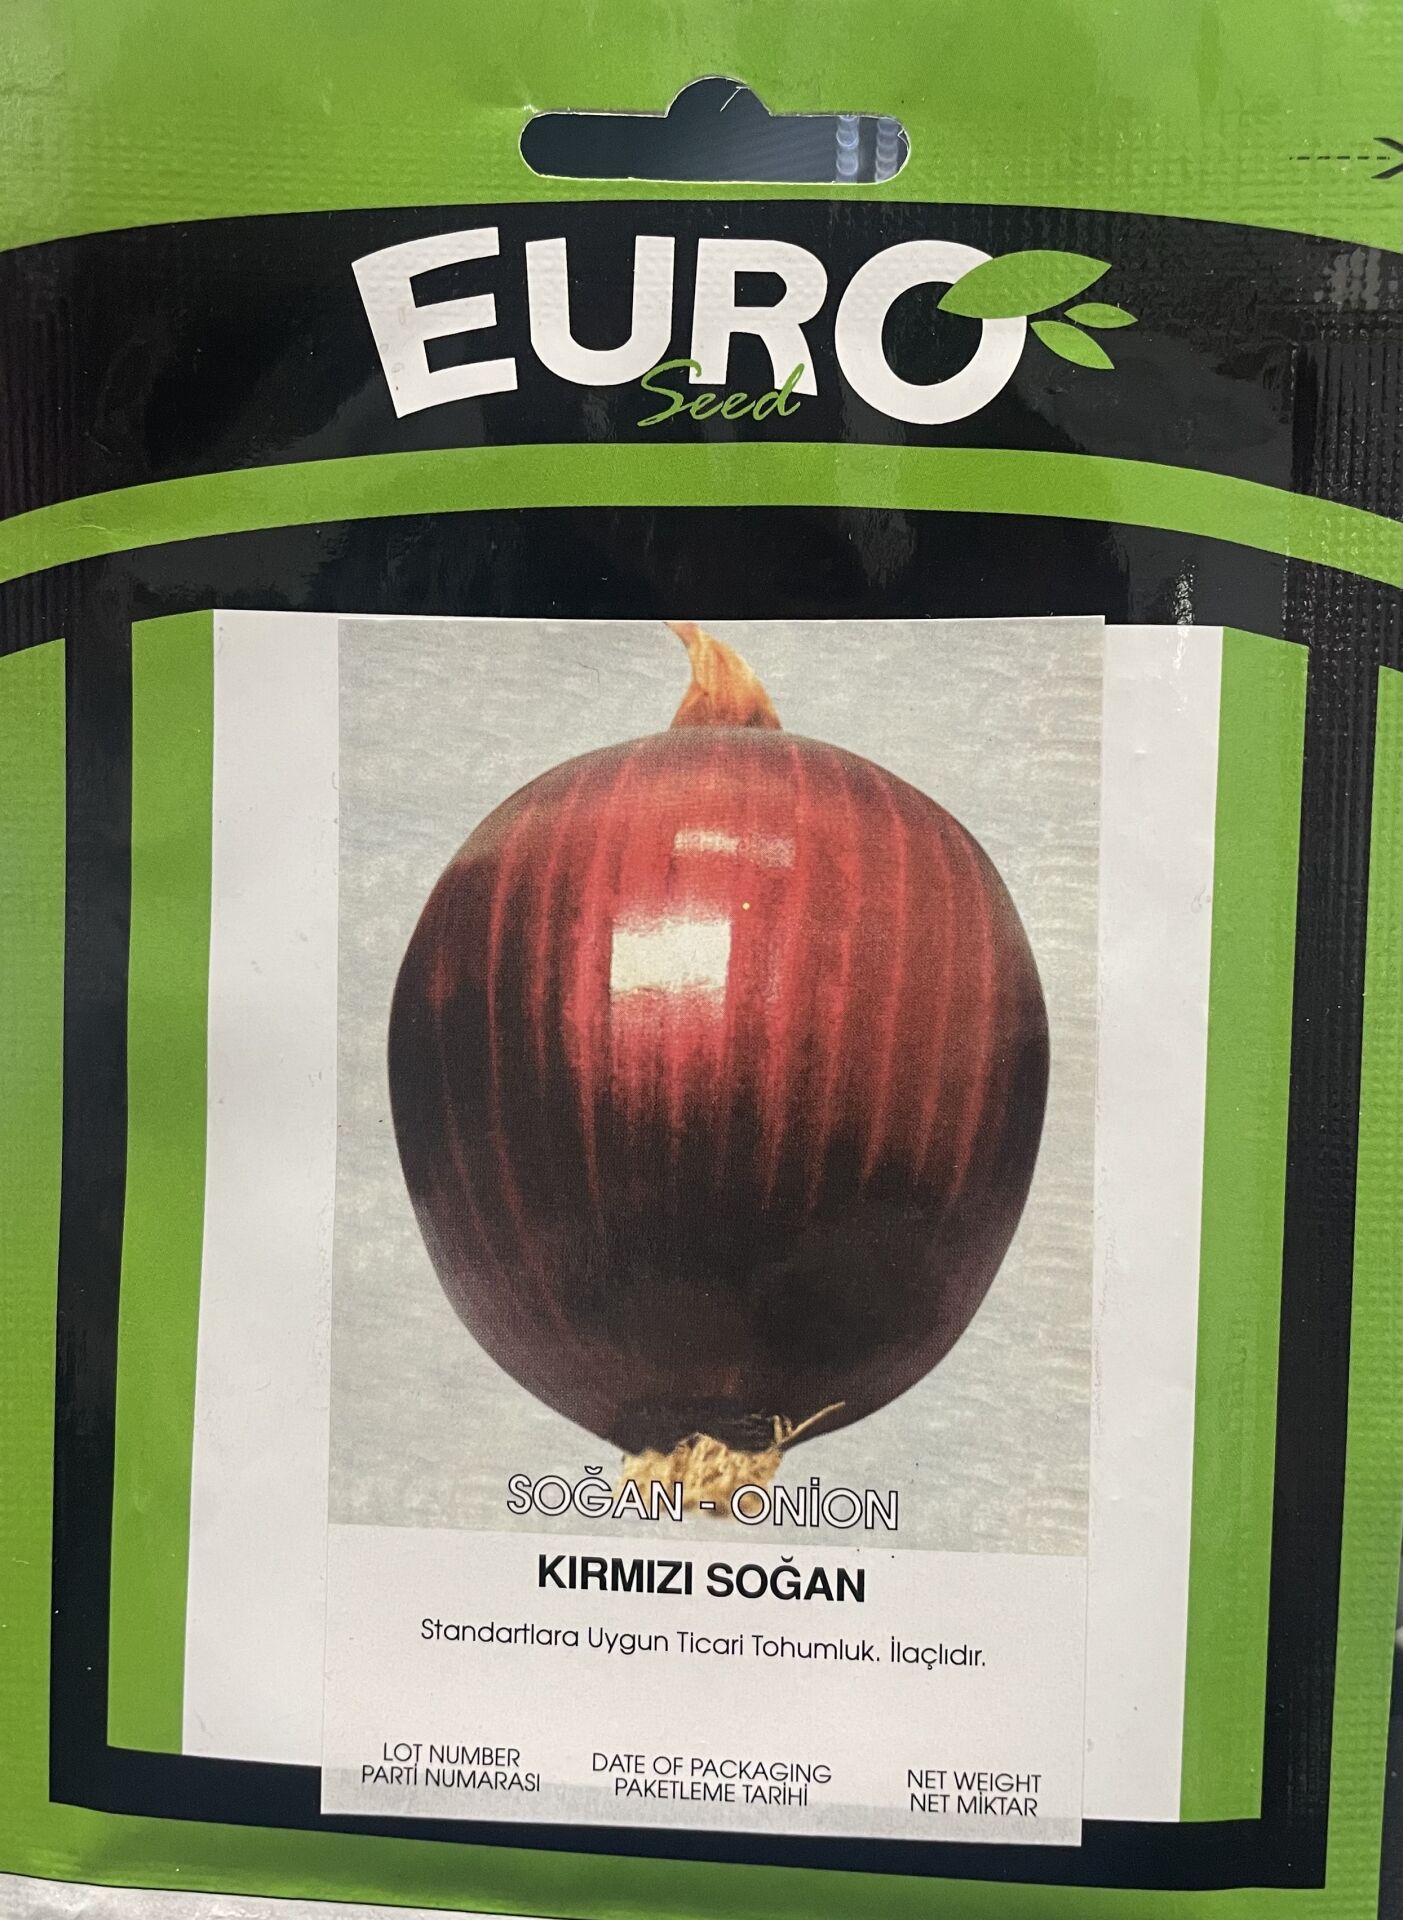 EURO
Seed
SOĞAN - ONİON
KIRMIZI SOĞAN
Standartlara Uygun Ticari Tohumluk. İlaçlıdır.
LOT NUMBER
PARTİ NUMARASI
DATE OF PACKAGING
PAKETLEME TARİHİ
NET WEIGHT
NET MİKTAR